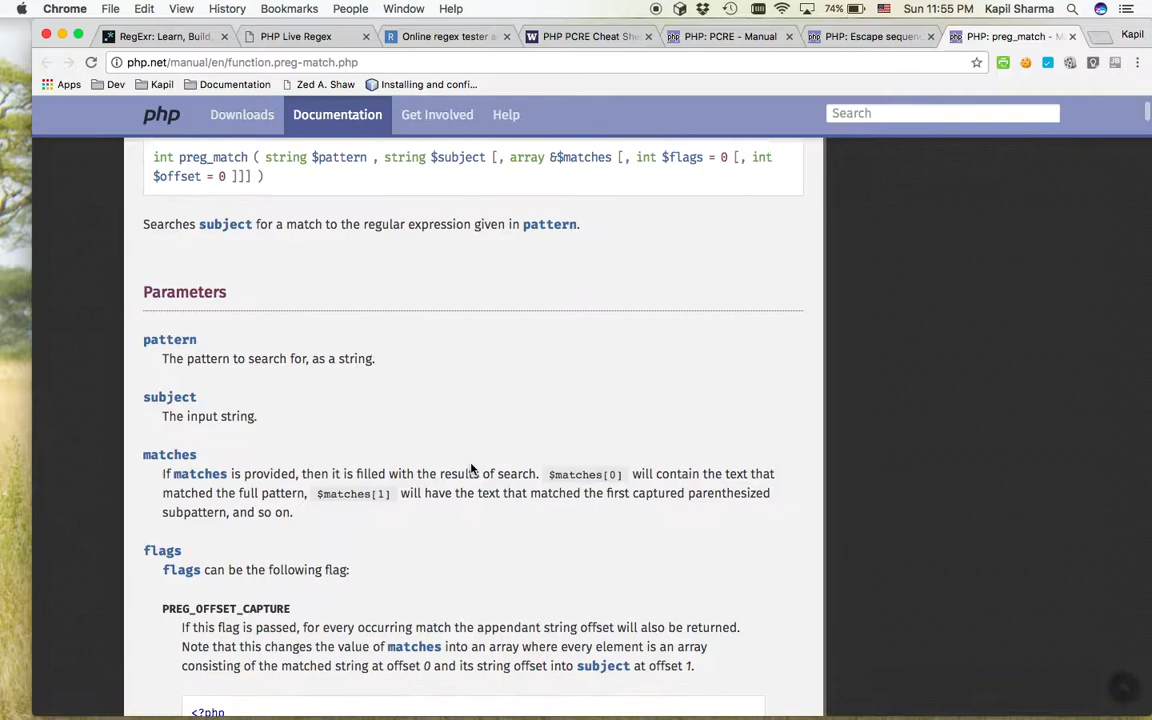 Chrome File Edit View History Bookmarks People Window Help 74% Sun 11:55 PM Kapil Sharma
RegExr: Learn, Build, PHP Live Regex Online regex tester a PHP PCRE Cheat She PHP: PCRE - Manual PHP: Escape sequen PHP: preg_match - M Kapil
php.net/manual/en/function.preg-match.php
Apps Dev Kapil Documentation Zed A. Shaw Installing and confi...
php Downloads Documentation Get Involved Help Search
int preg_match ( string $pattern , string $subject [, array &$matches [, int $flags = 0 [, int
$offset = 0 ]]] )
Searches subject for a match to the regular expression given in pattern.
Parameters
pattern
The pattern to search for, as a string.
subject
The input string.
matches
If matches is provided, then it is filled with the results of search. $matches[0] will contain the text that
matched the full pattern, $matches[1] will have the text that matched the first captured parenthesized
subpattern, and so on.
flags
flags can be the following flag:
PREG_OFFSET_CAPTURE
If this flag is passed, for every occurring match the appendant string offset will also be returned.
Note that this changes the value of matches into an array where every element is an array
consisting of the matched string at offset 0 and its string offset into subject at offset 1.
<?php